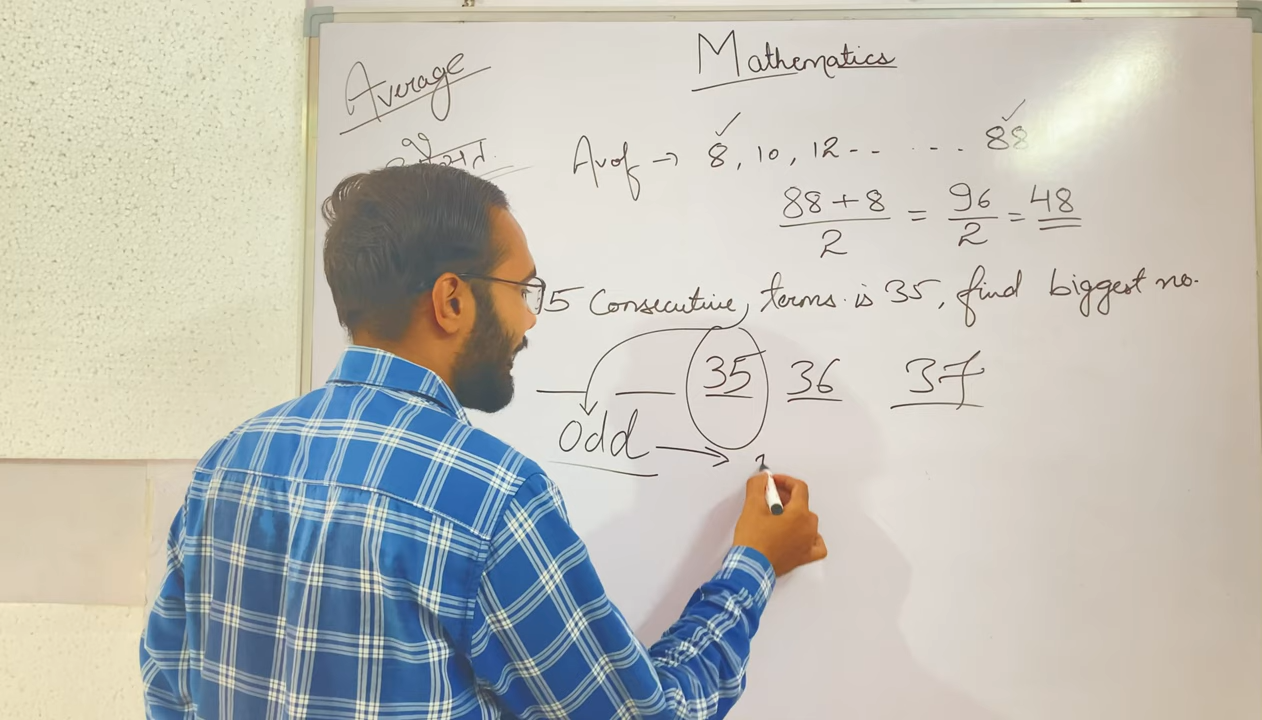 Mathematics
Average
Av of → 8, 10, 12 -- - - - . 88
88 + 8 / 2 = 96 / 2 = 48
5 Consecutive terms is 35, find biggest no.
35 36 37
odd →